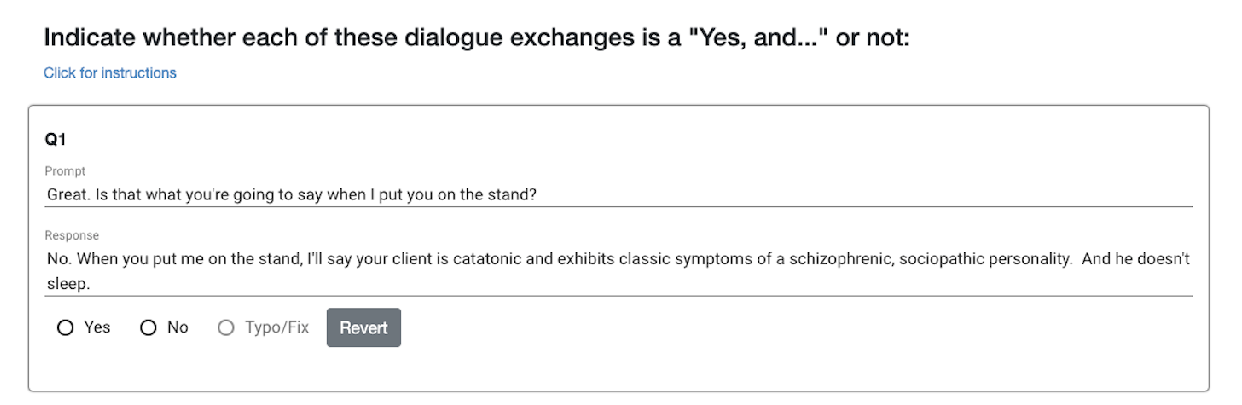 Indicate whether each of these dialogue exchanges is a "Yes, and..." or not:
Click for instructions
Q1
Prompt
Great. Is that what you're going to say when I put you on the stand?
Response
No. When you put me on the stand, I'll say your client is catatonic and exhibits classic symptoms of a schizophrenic, sociopathic personality.  And he doesn't
sleep.
Yes No Typo/Fix Revert